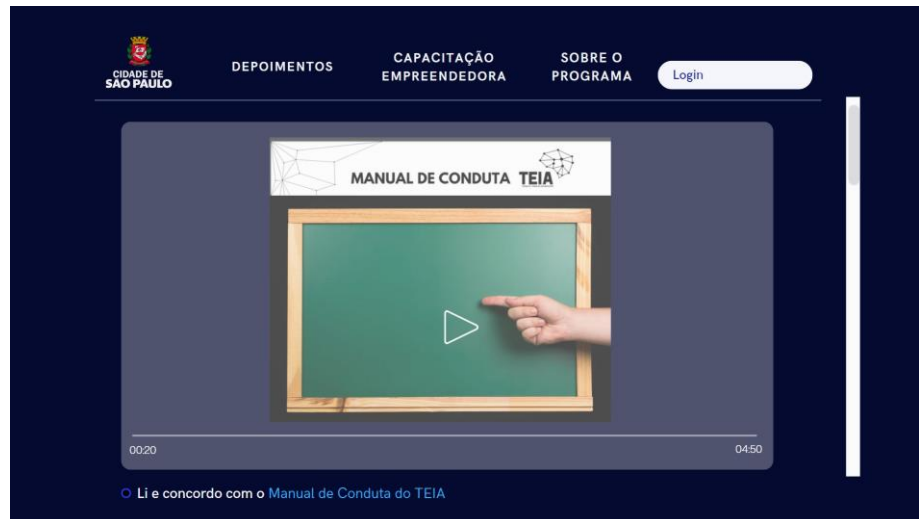 CIDADE DE
SÃO PAULO
DEPOIMENTOS
CAPACITAÇÃO
EMPREENDEDORA
SOBRE O
PROGRAMA
Login
MANUAL DE CONDUTA TEIA
00:20
04:50
Li e concordo com o Manual de Conduta do TEIA